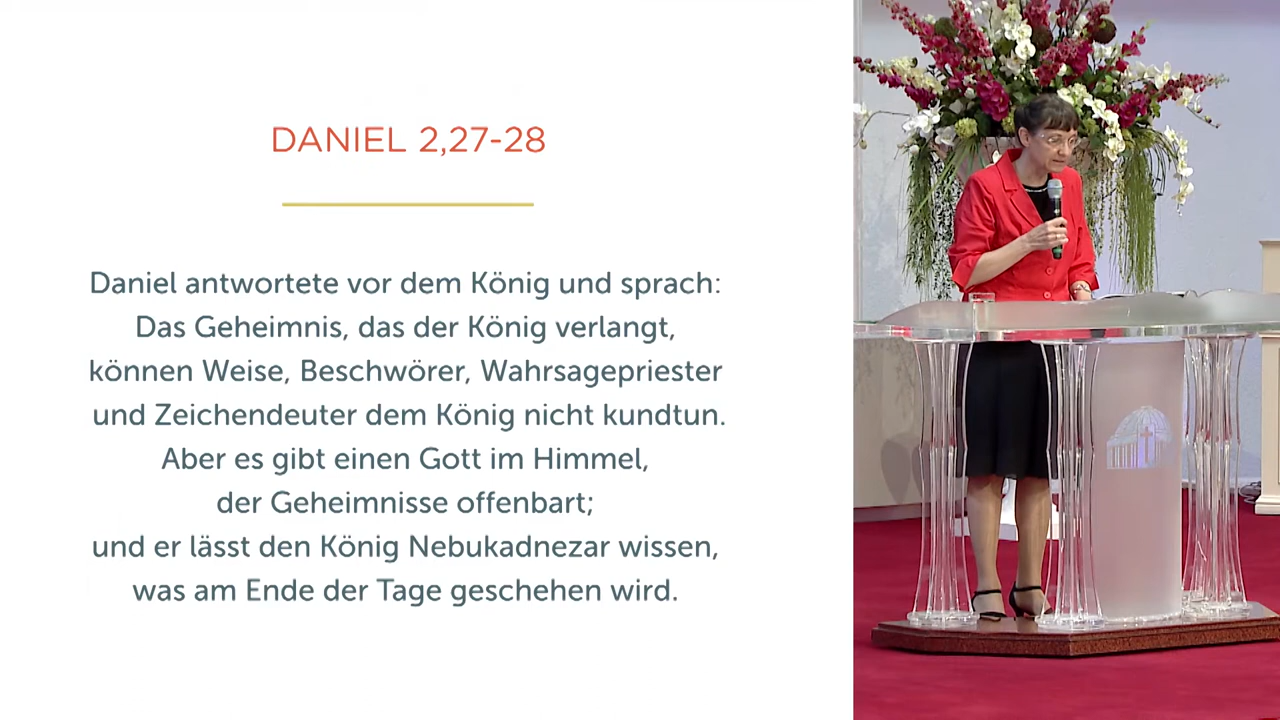 DANIEL 2,27-28
Daniel antwortete vor dem König und sprach:
Das Geheimnis, das der König verlangt,
können Weise, Beschwörer, Wahrsagepriester
und Zeichendeuter dem König nicht kundtun.
Aber es gibt einen Gott im Himmel,
der Geheimnisse offenbart;
und er lässt den König Nebukadnezar wissen,
was am Ende der Tage geschehen wird.